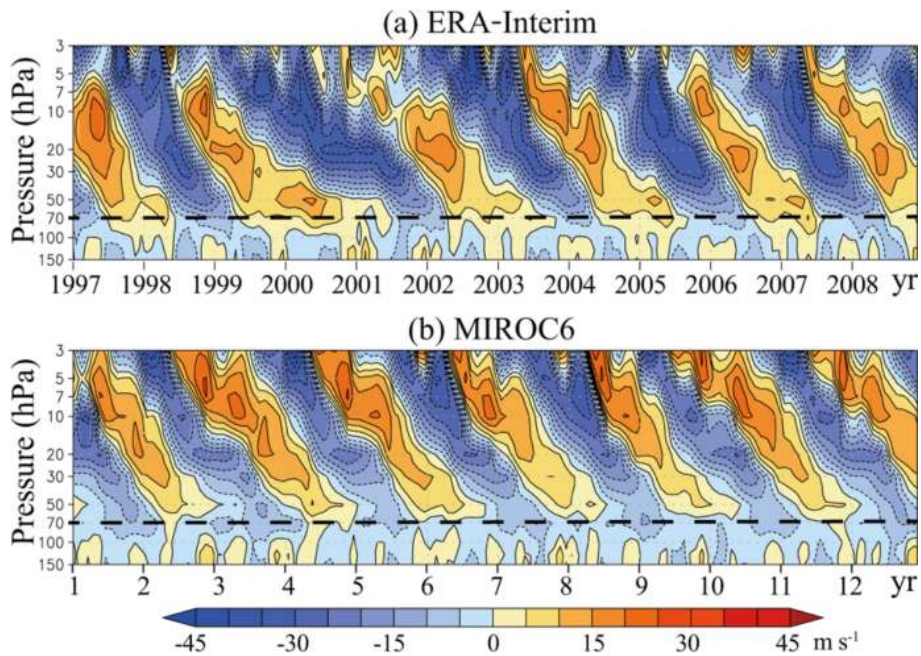 (a) ERA-Interim
Pressure (hPa)
3
5
10
20
30
50
70
100
150
1997 1998 1999 2000 2001 2002 2003 2004 2005 2006 2007 2008 yr
(b) MIROC6
Pressure (hPa)
3
5
10
20
30
50
70
100
150
1 2 3 4 5 6 7 8 9 10 11 12 yr
-45 -30 -15 0 15 30 45 m s-1